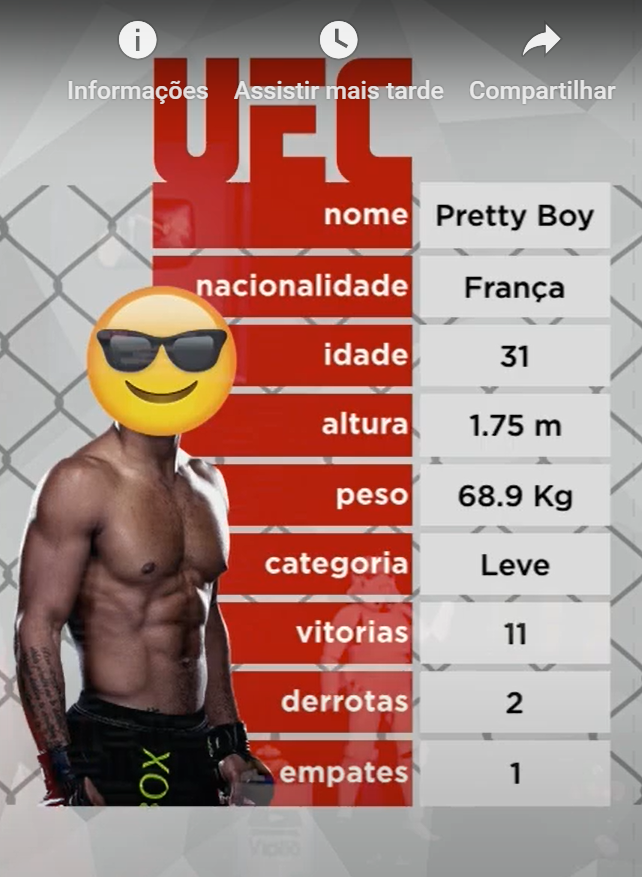 Informações Assistir mais tarde Compartilhar
UFC
nome Pretty Boy
nacionalidade França
idade 31
altura 1.75 m
peso 68.9 Kg
categoria Leve
vitorias 11
derrotas 2
empates 1
BOX